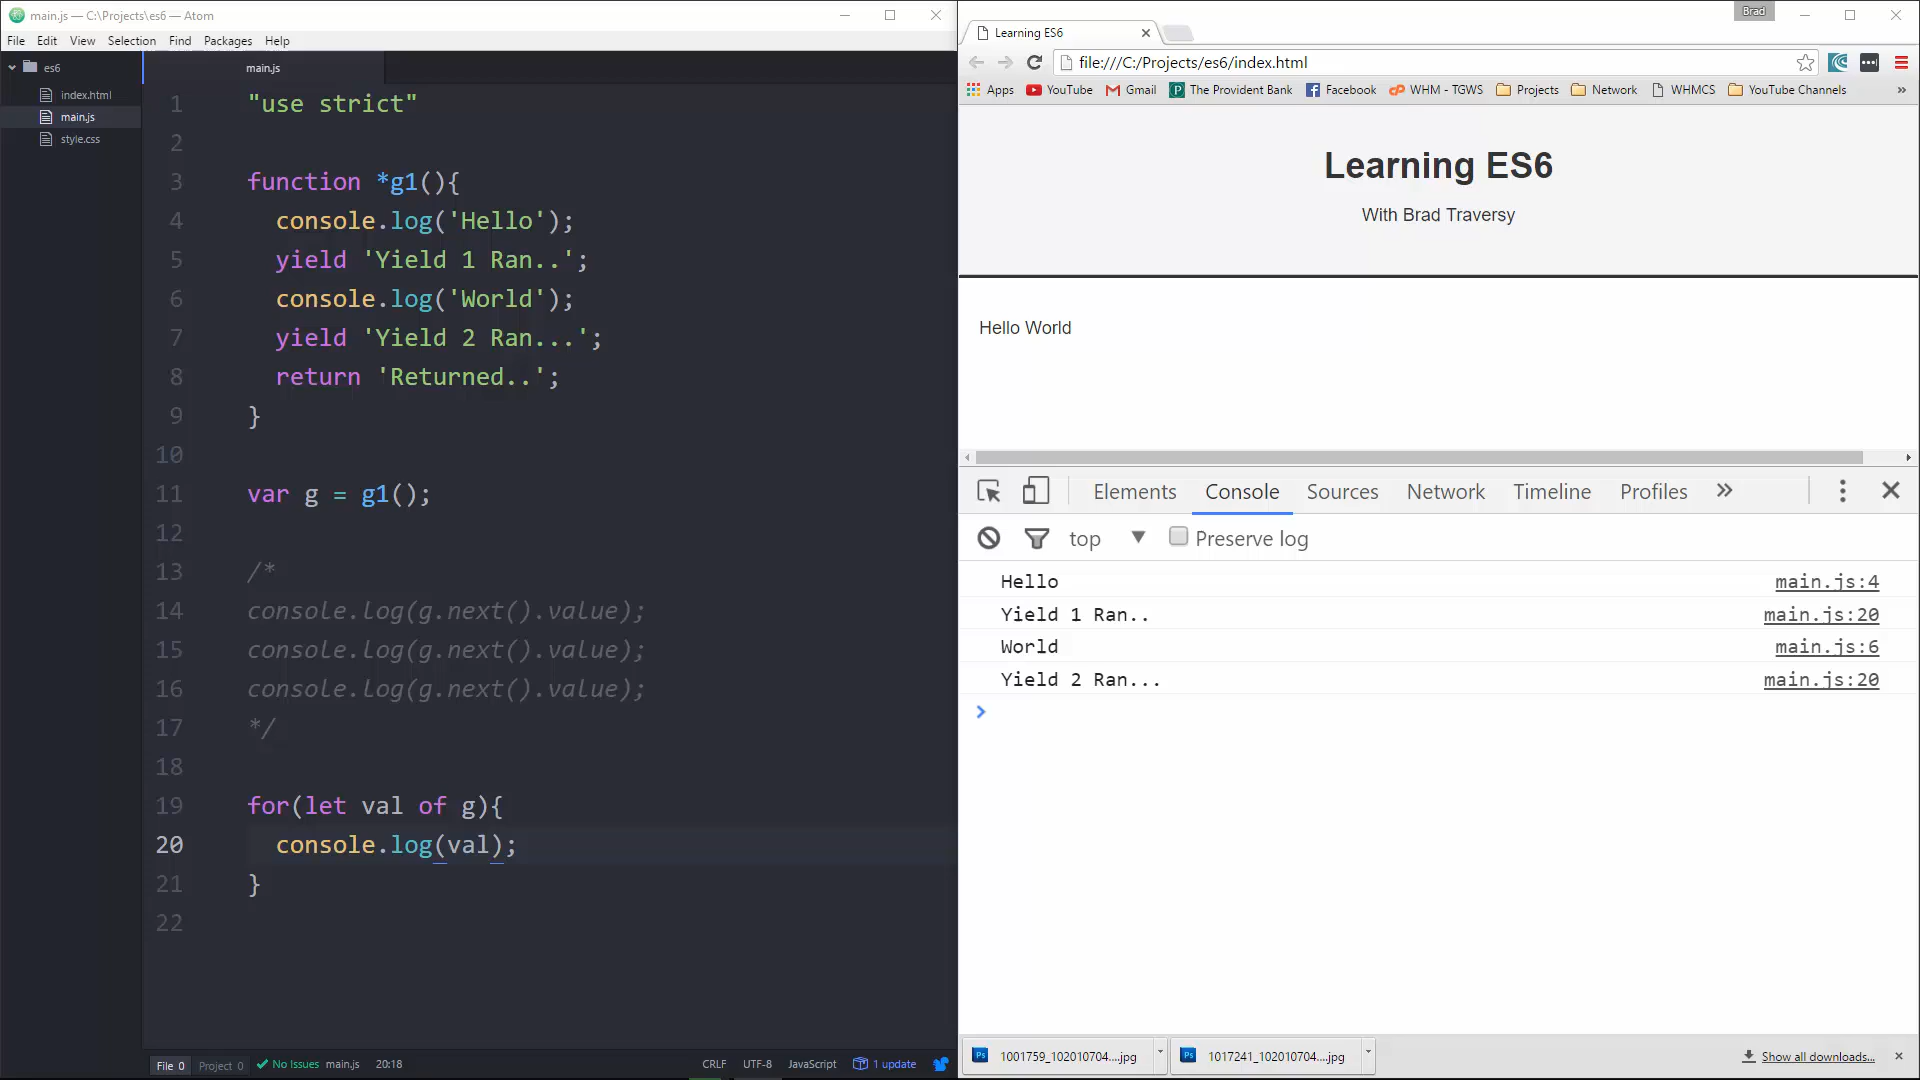 main.js — C:\Projects\es6 — Atom
File Edit View Selection Find Packages Help
es6
index.html
main.js
style.css
main.js
1 "use strict"
2
3 function *g1(){
4 console.log('Hello');
5 yield 'Yield 1 Ran..';
6 console.log('World');
7 yield 'Yield 2 Ran...';
8 return 'Returned..';
9 }
10
11 var g = g1();
12
13 /*
14 console.log(g.next().value);
15 console.log(g.next().value);
16 console.log(g.next().value);
17 */
18
19 for(let val of g){
20 console.log(val);
21 }
22
File 0 Project 0 No Issues main.js 20:18 CRLF UTF-8 JavaScript 1 update
Brad
Learning ES6
file:///C:/Projects/es6/index.html
Apps YouTube Gmail The Provident Bank Facebook WHM - TGWS Projects Network WHMCS YouTube Channels »
Learning ES6
With Brad Traversy
Hello World
Elements Console Sources Network Timeline Profiles »
top Preserve log
Hello main.js:4
Yield 1 Ran.. main.js:20
World main.js:6
Yield 2 Ran... main.js:20
1001759_102010704....jpg 1017241_102010704....jpg Show all downloads...